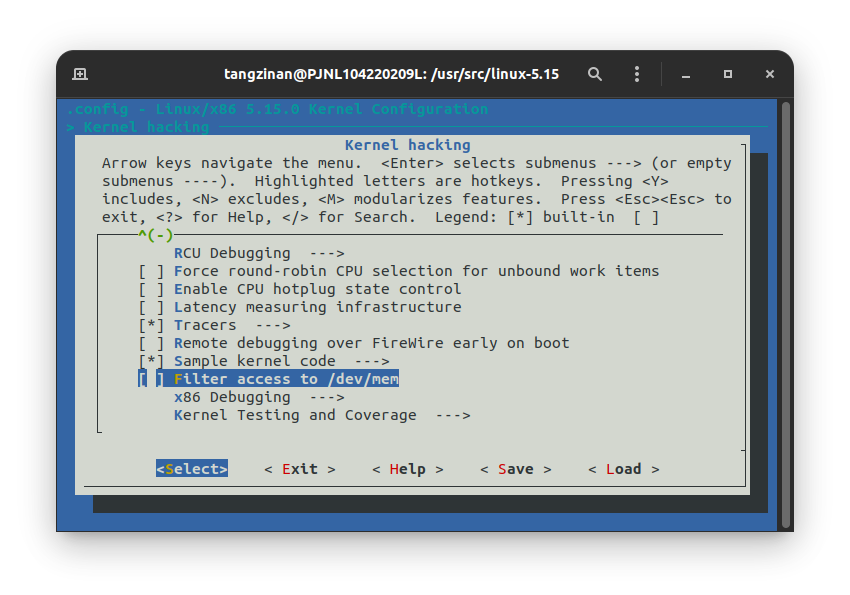 tangzinan@PJNL104220209L: /usr/src/linux-5.15
.config - Linux/x86 5.15.0 Kernel Configuration
> Kernel hacking
Kernel hacking
Arrow keys navigate the menu.  <Enter> selects submenus ---> (or empty
submenus ----).  Highlighted letters are hotkeys.  Pressing <Y>
includes, <N> excludes, <M> modularizes features.  Press <Esc><Esc> to
exit, <?> for Help, </> for Search.  Legend: [*] built-in  [ ]
^(-)
RCU Debugging  --->
[ ] Force round-robin CPU selection for unbound work items
[ ] Enable CPU hotplug state control
[ ] Latency measuring infrastructure
[*] Tracers  --->
[ ] Remote debugging over FireWire early on boot
[*] Sample kernel code  --->
[ ] Filter access to /dev/mem
x86 Debugging  --->
Kernel Testing and Coverage  --->
<Select>    < Exit >    < Help >    < Save >    < Load >